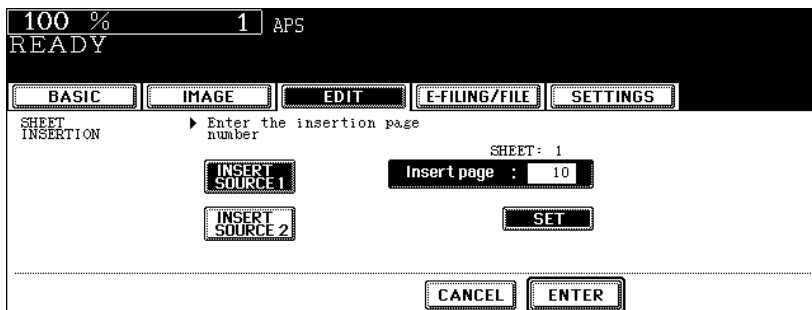 100 % 1 APS
READY
BASIC IMAGE EDIT E-FILING/FILE SETTINGS
SHEET INSERTION
▶ Enter the insertion page number
SHEET: 1
INSERT SOURCE 1
Insert page : 10
INSERT SOURCE 2
SET
CANCEL ENTER